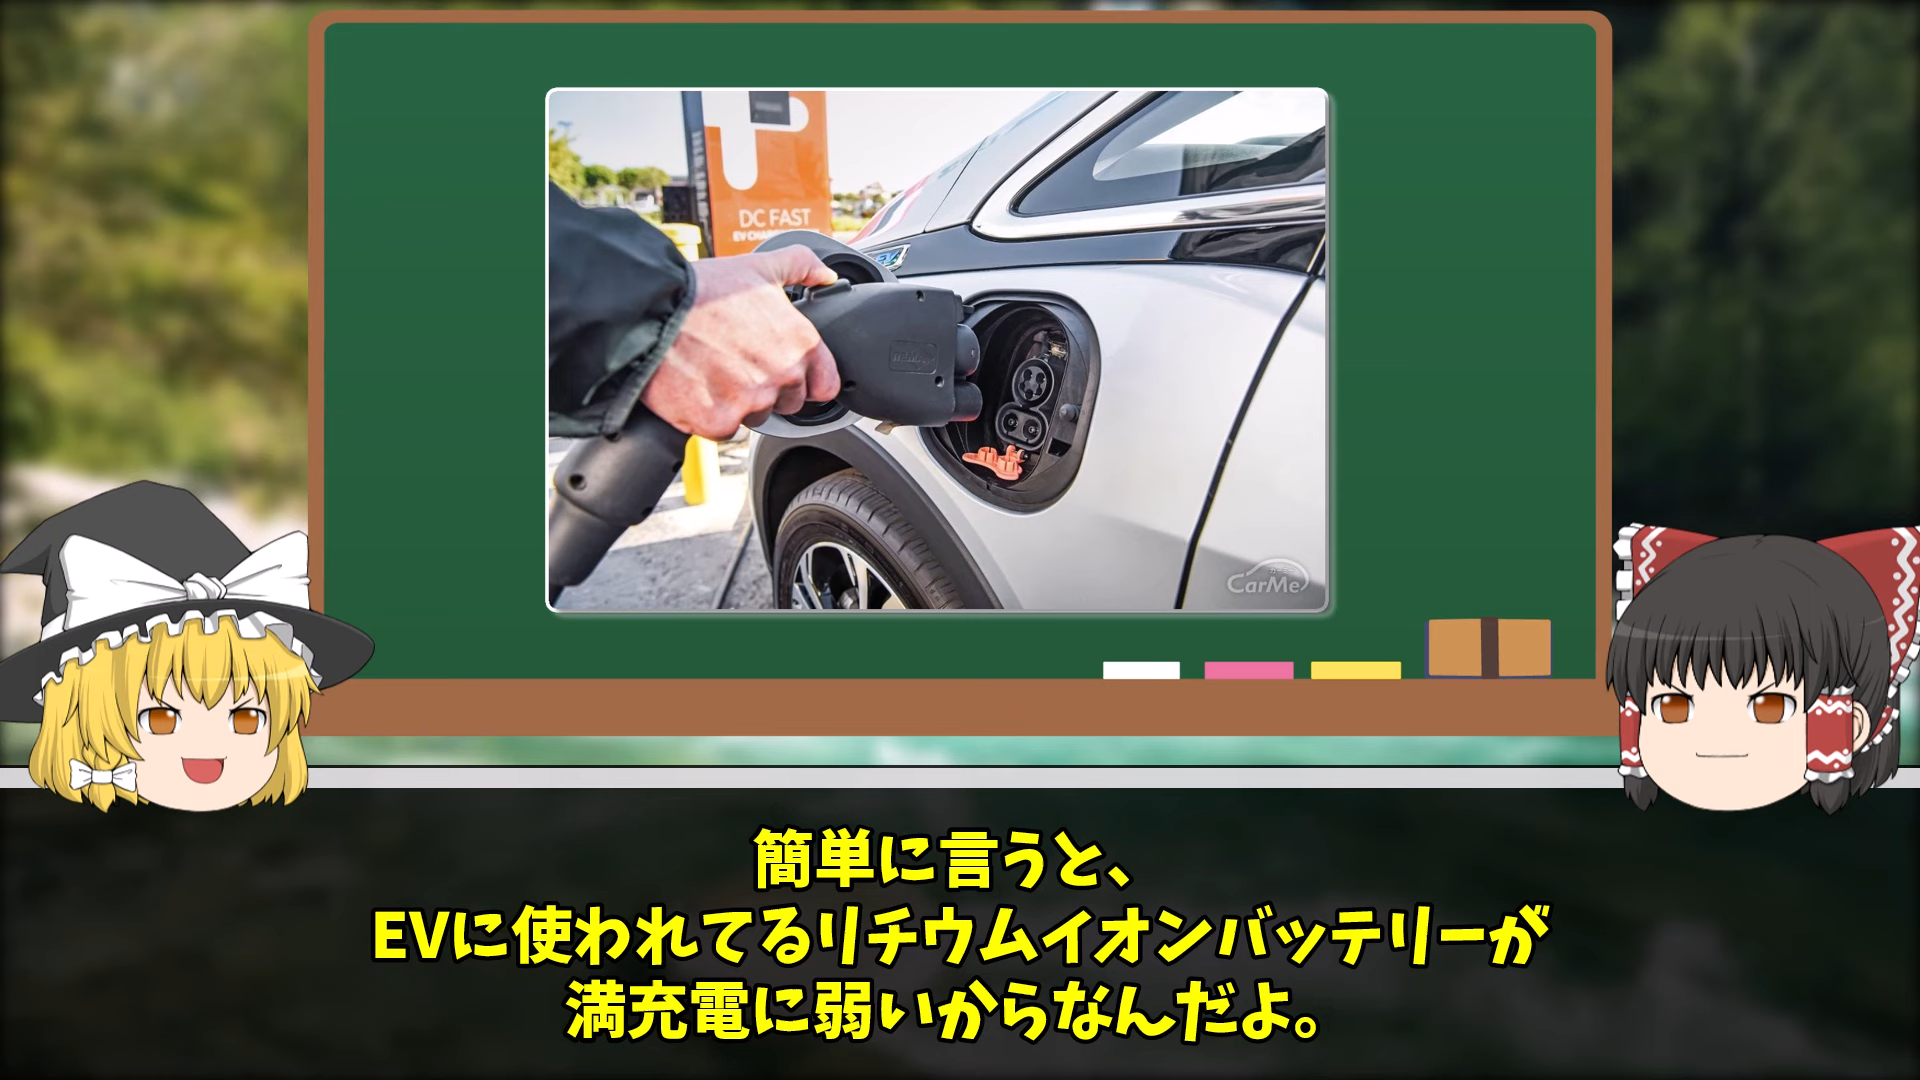 DC FAST
CarMe
簡単に言うと、
EVに使われてるリチウムイオンバッテリーが
満充電に弱いからなんだよ。